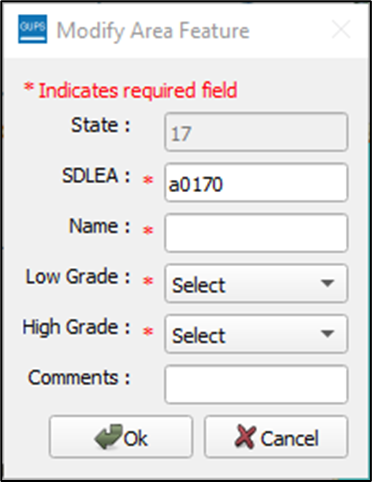 GUPS Modify Area Feature
* Indicates required field
State : 17
SDLEA : * a0170
Name : *
Low Grade : * Select
High Grade : * Select
Comments :
Ok Cancel